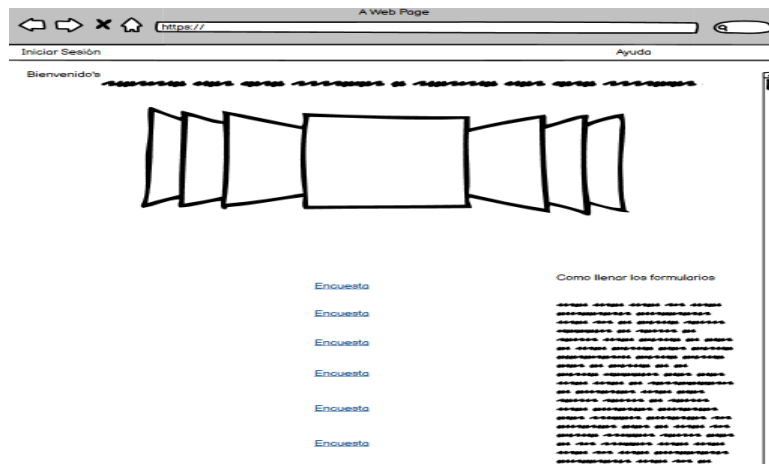 A Web Page
https://
Iniciar Sesión
Ayuda
Bienvenido's
Encuesta
Encuesta
Encuesta
Encuesta
Encuesta
Encuesta
Como llenar los formularios